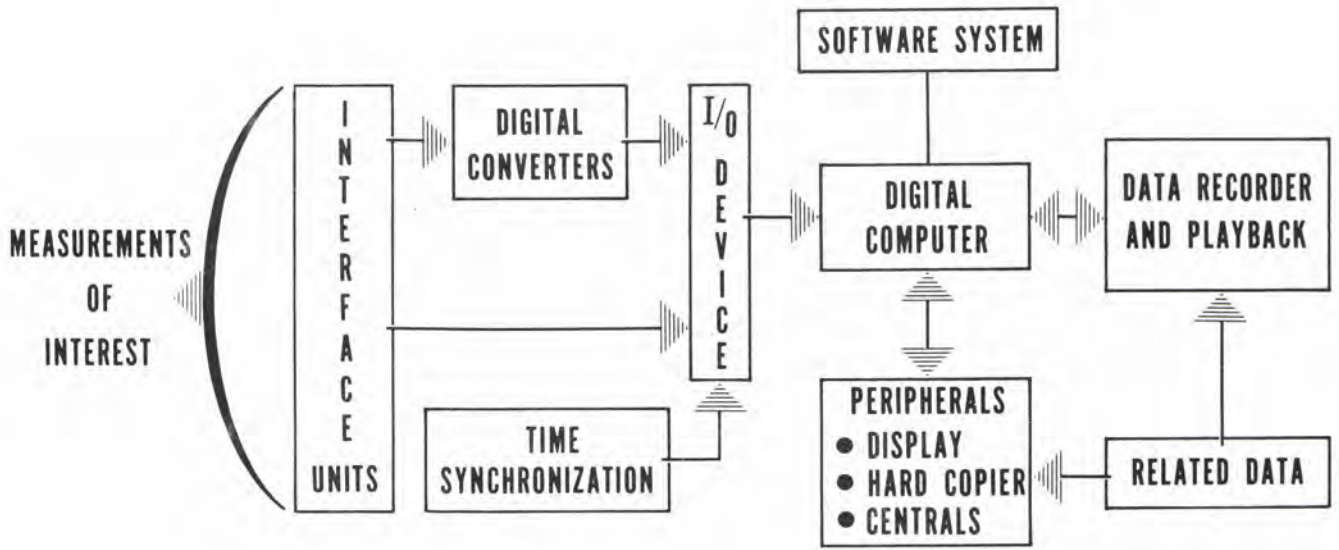 MEASUREMENTS
OF
INTEREST
INTERFACE
UNITS
DIGITAL
CONVERTERS
TIME
SYNCHRONIZATION
I/O
DEVICE
SOFTWARE SYSTEM
DIGITAL
COMPUTER
DATA RECORDER
AND PLAYBACK
PERIPHERALS
● DISPLAY
● HARD COPIER
● CENTRALS
RELATED DATA